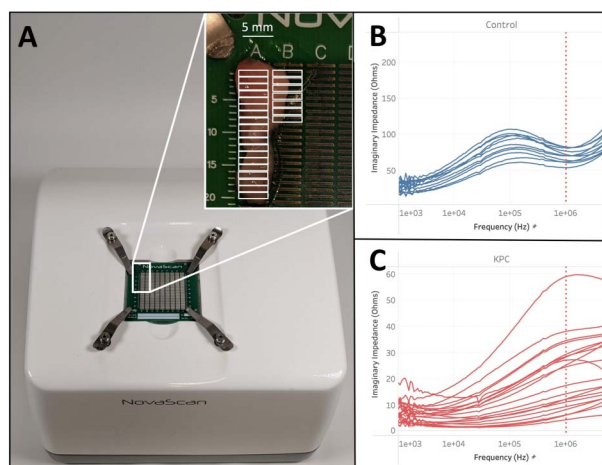 A
NovaScan
5 mm
A B C D
5
10
15
20
NovaScan
NovaScan
B
Control
Imaginary Impedance (Ohms)
200
150
100
50
1e+03 1e+04 1e+05 1e+06
Frequency (Hz)
C
KPC
Imaginary Impedance (Ohms)
60
50
40
30
20
10
0
1e+03 1e+04 1e+05 1e+06
Frequency (Hz)